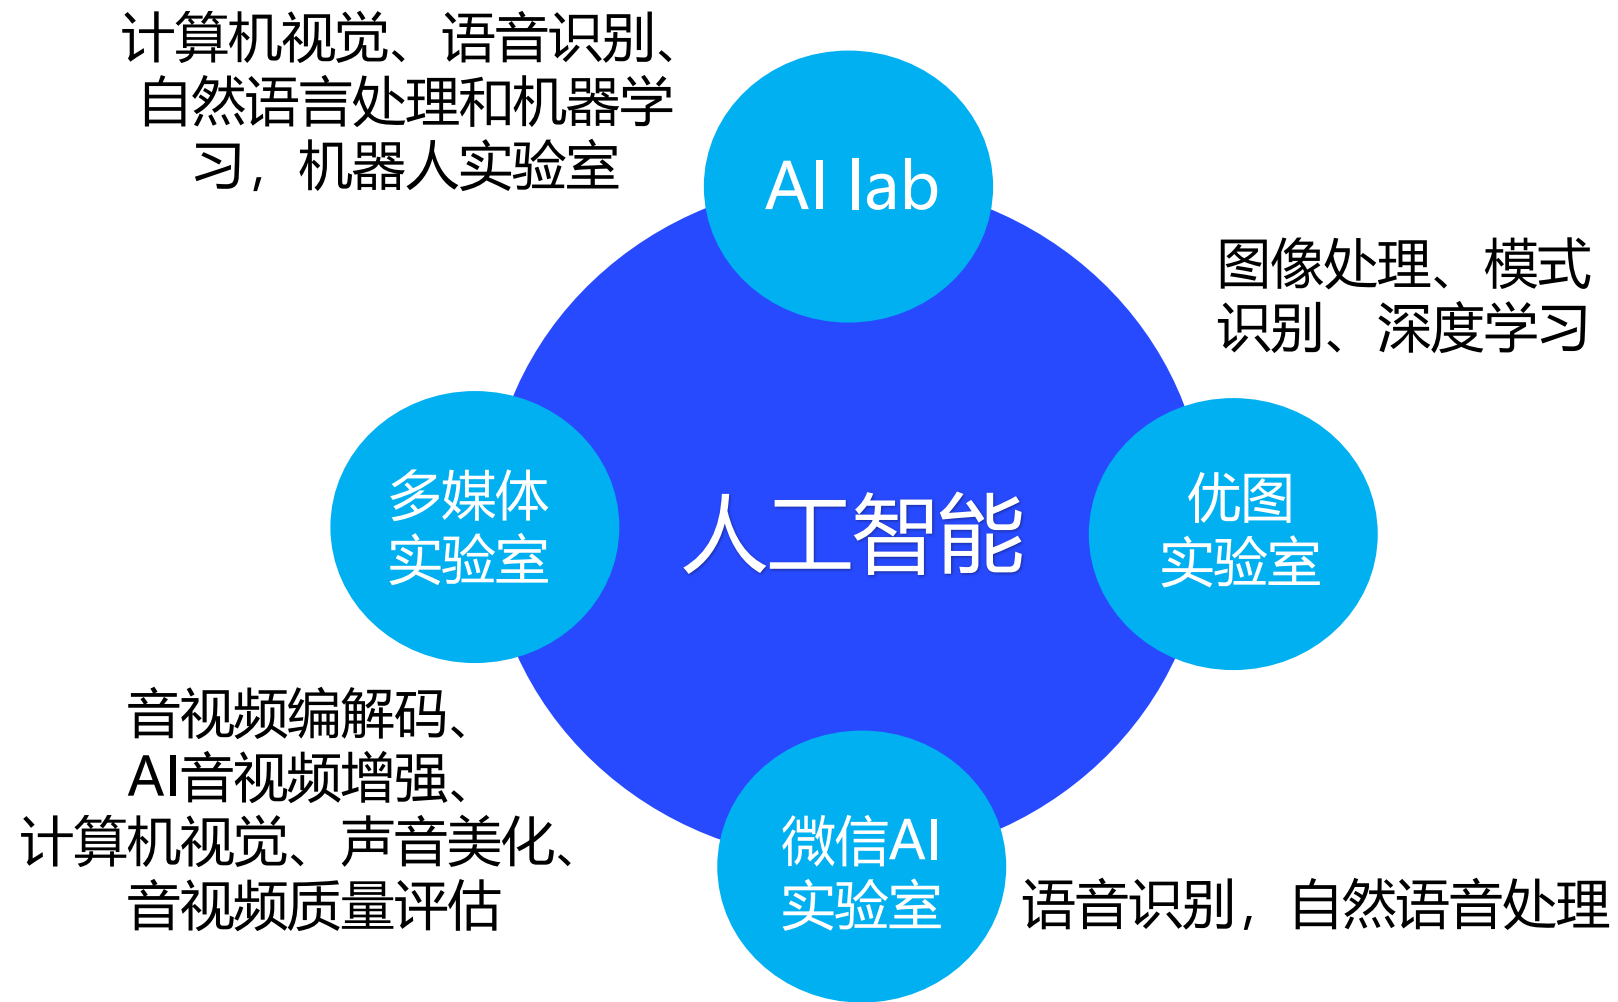 计算机视觉、语音识别、
自然语言处理和机器学
习，机器人实验室
AI lab
图像处理、模式
识别、深度学习
多媒体
实验室
人工智能
优图
实验室
音视频编解码、
AI音视频增强、
计算机视觉、声音美化、
音视频质量评估
微信AI
实验室
语音识别，自然语音处理